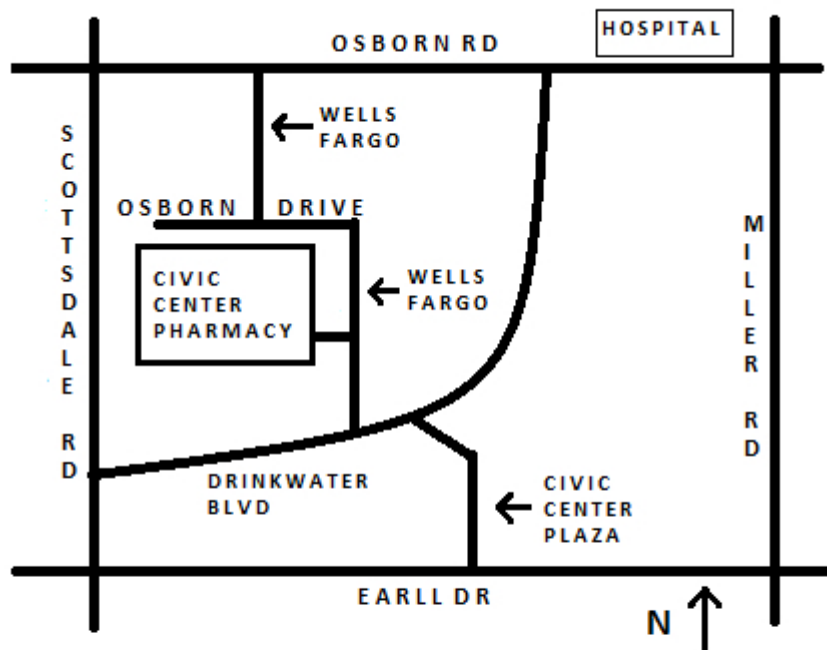 HOSPITAL
OSBORN RD
WELLS
FARGO
SCOTTSDALE RD
OSBORN DRIVE
MILLER RD
CIVIC
CENTER
PHARMACY
WELLS
FARGO
DRINKWATER
BLVD
CIVIC
CENTER
PLAZA
EARLL DR
N